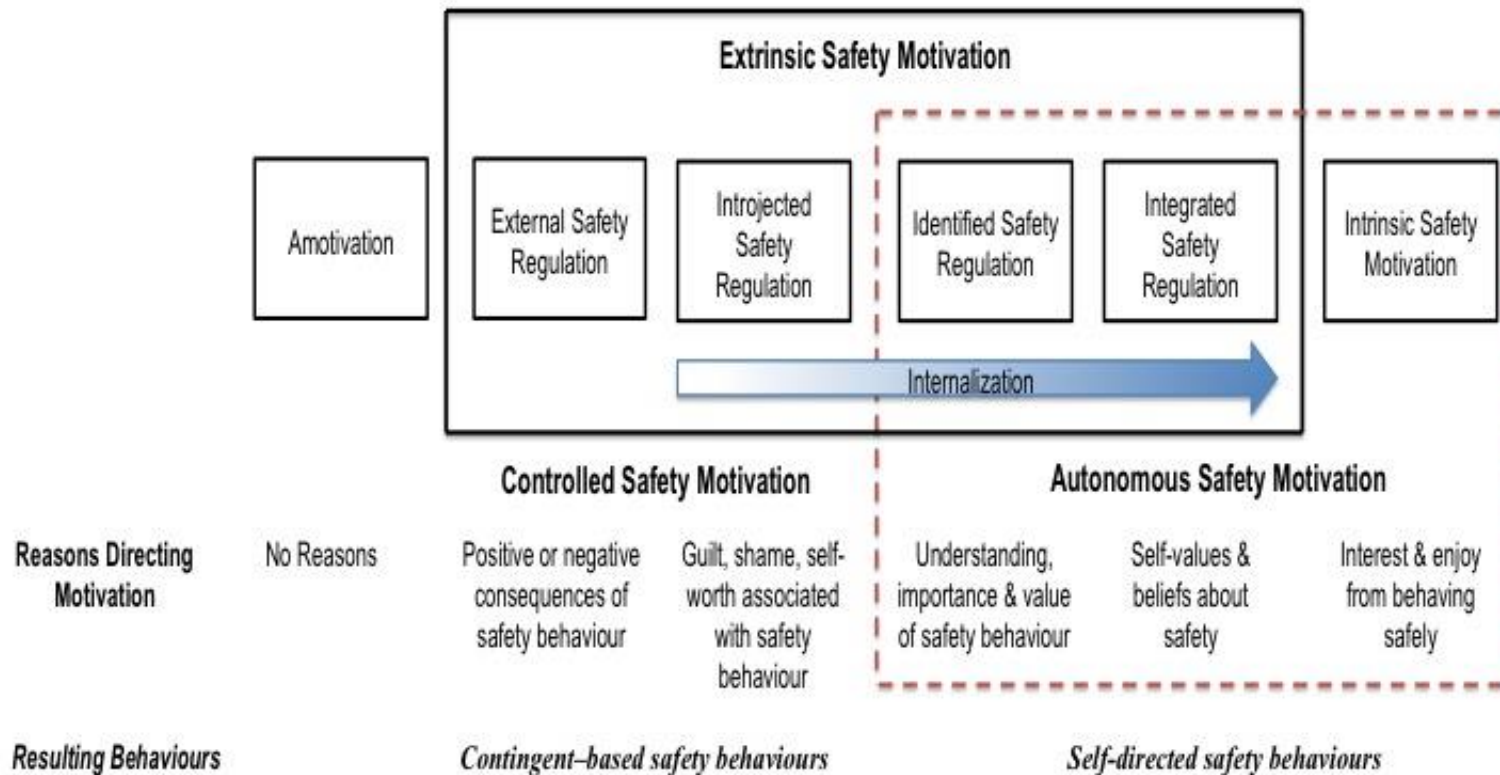 Extrinsic Safety Motivation
Amotivation
External Safety
Regulation
Introjected
Safety
Regulation
Identified Safety
Regulation
Integrated
Safety
Regulation
Intrinsic Safety
Motivation
Internalization
Controlled Safety Motivation
Autonomous Safety Motivation
Reasons Directing
Motivation
No Reasons
Positive or negative
consequences of
safety behaviour
Guilt, shame, self-
worth associated
with safety
behaviour
Understanding,
importance & value
of safety behaviour
Self-values &
beliefs about
safety
Interest & enjoy
from behaving
safely
Resulting Behaviours
Contingent–based safety behaviours
Self-directed safety behaviours